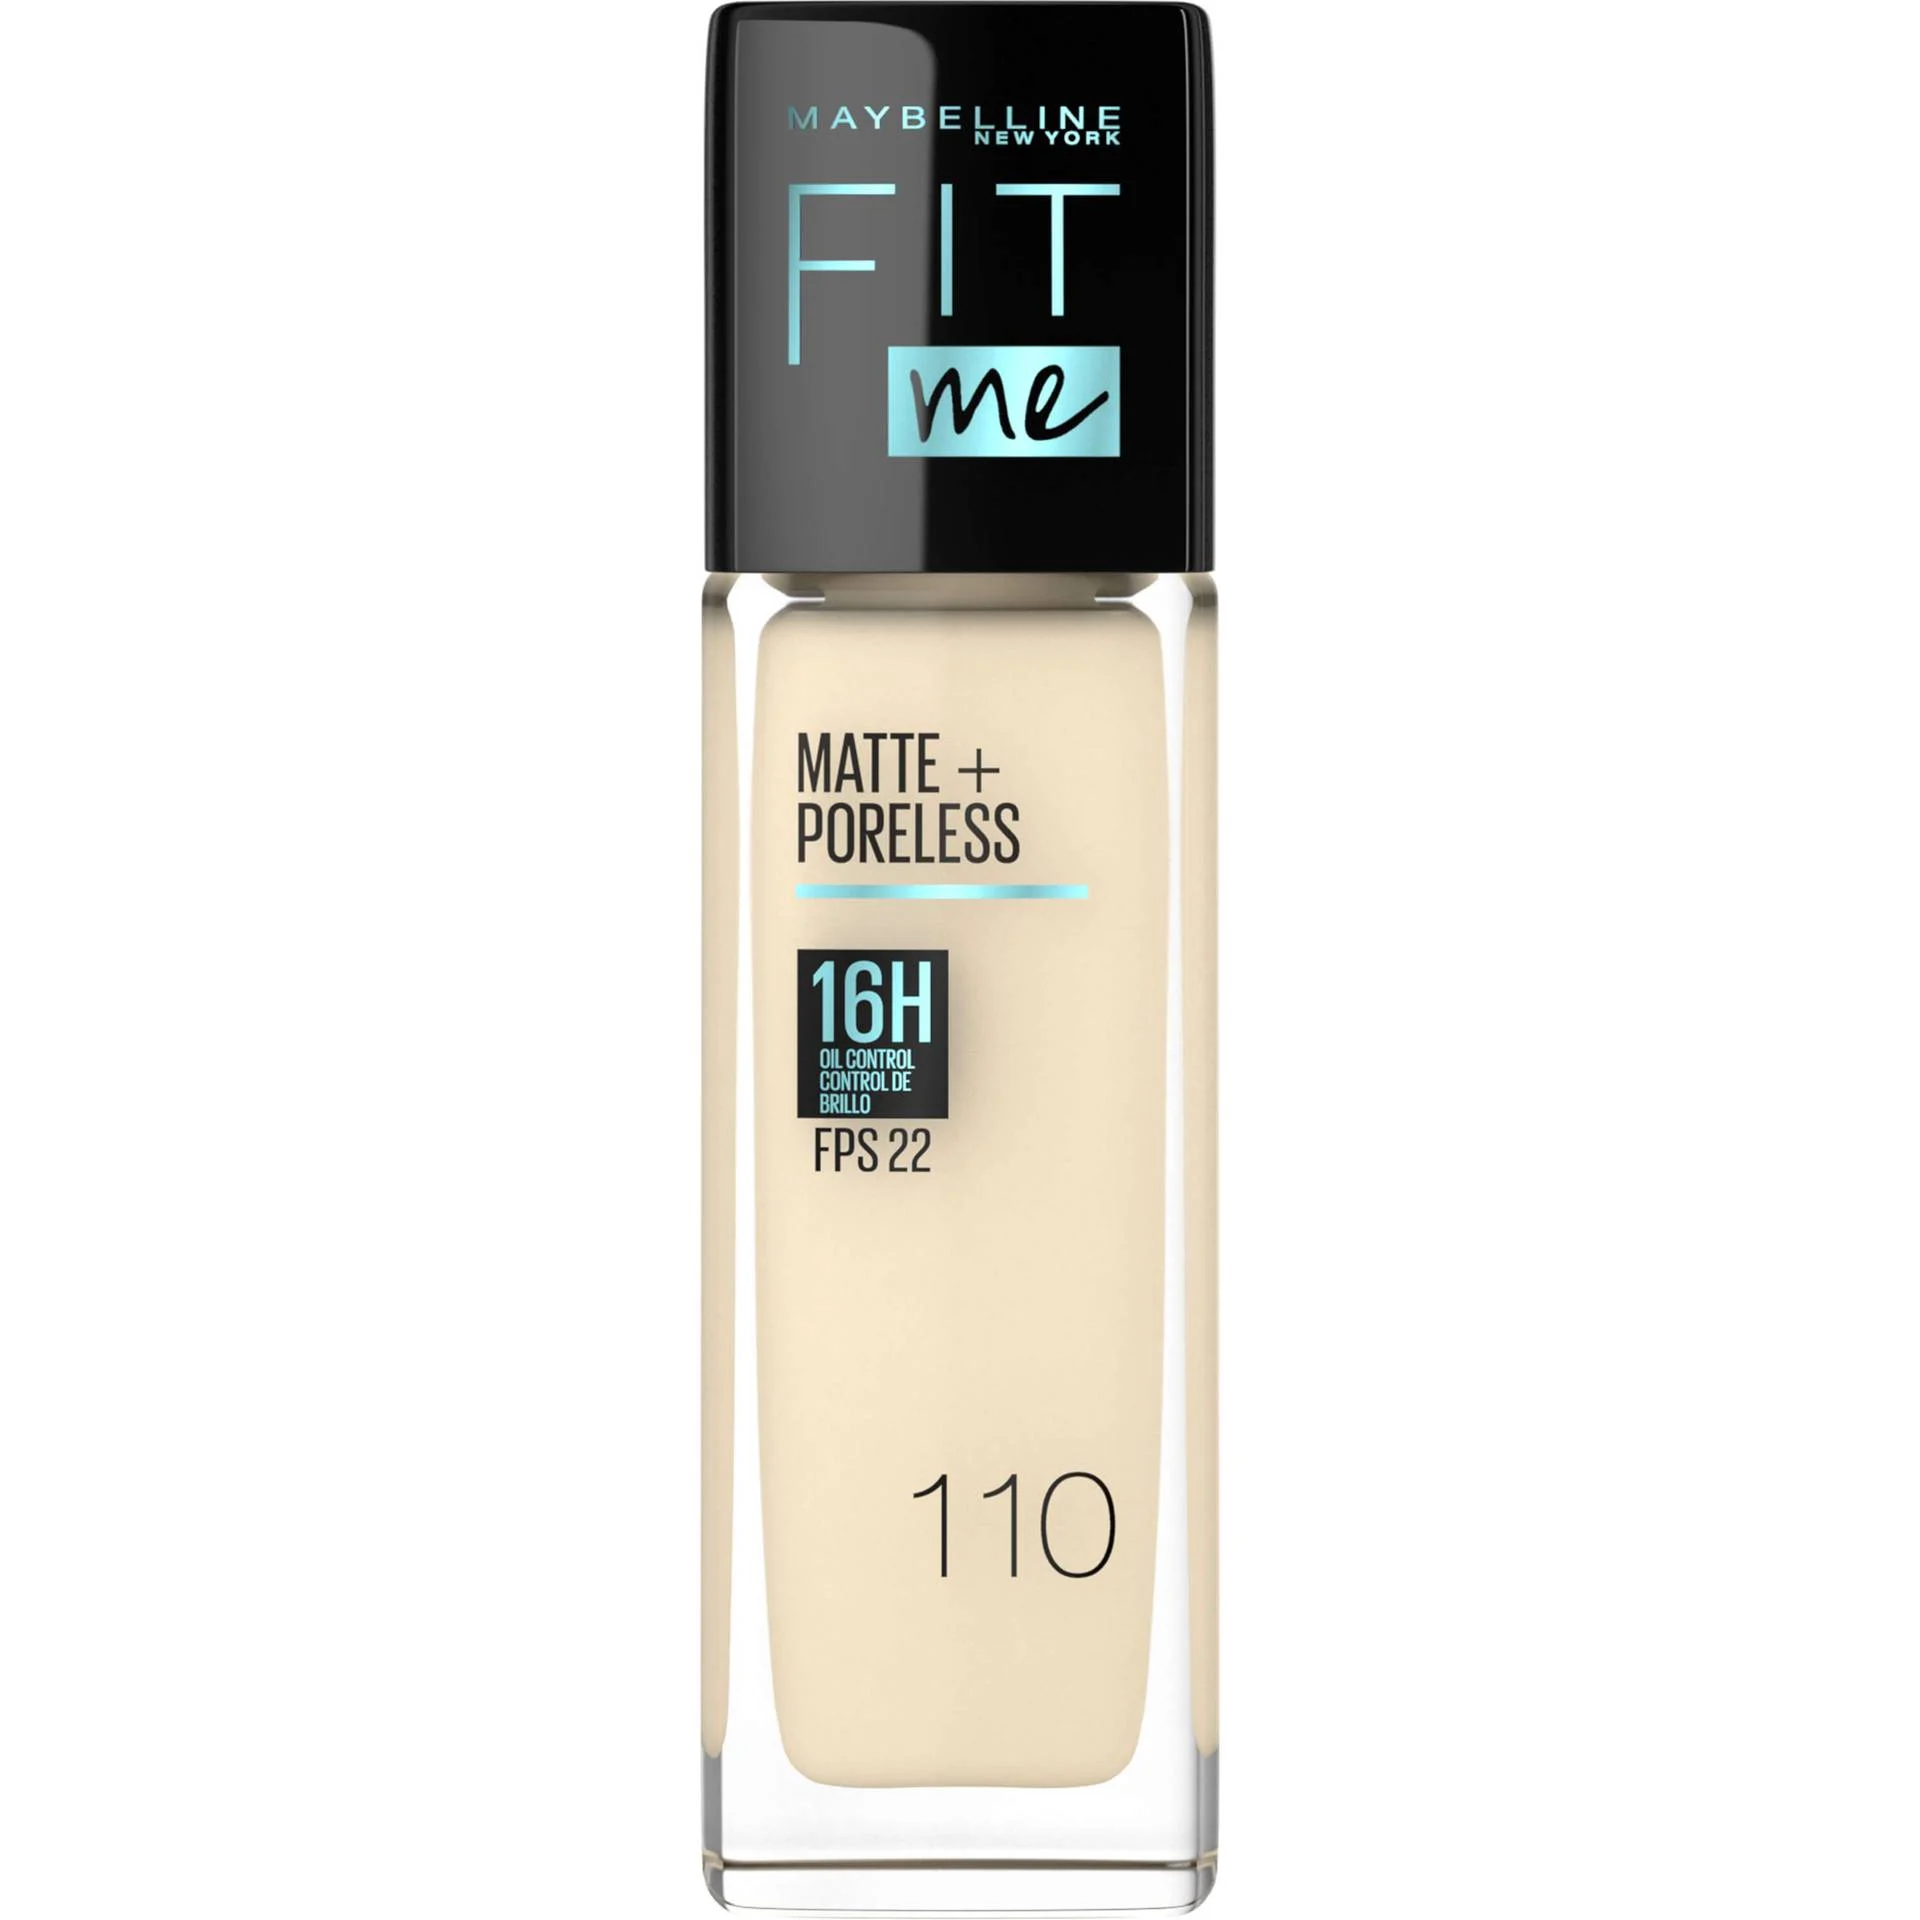 MAYBELLINE
NEW YORK
FIT
me
MATTE +
PORELESS
16H
OIL CONTROL
CONTROL DE
BRILLO
FPS 22
110